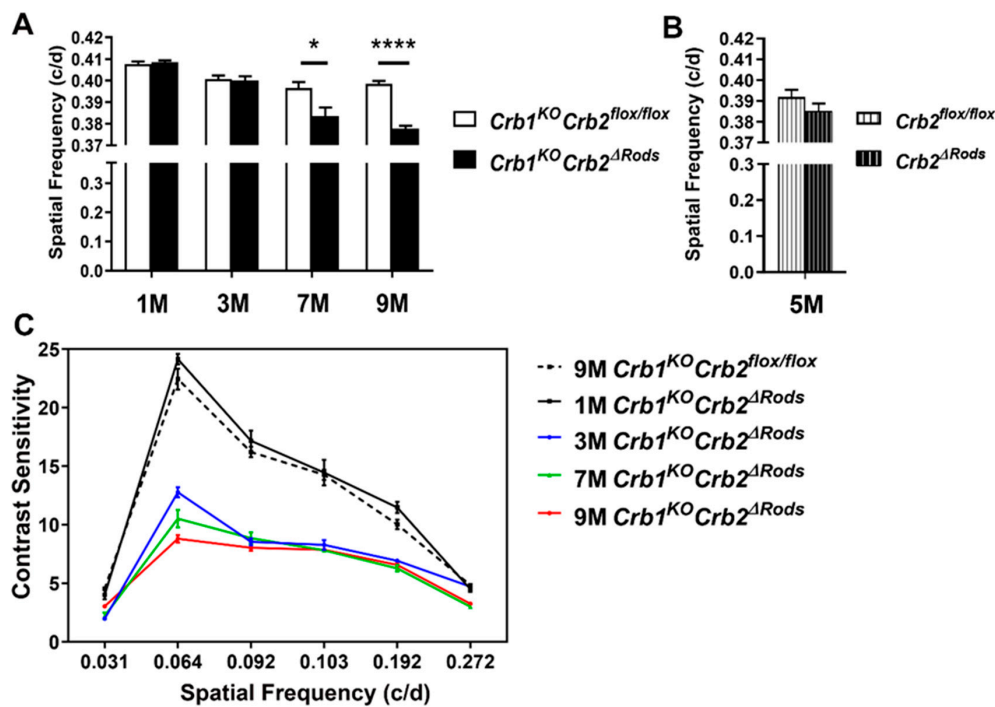 A
Spatial Frequency (c/d)
0.42
0.41
0.40
0.39
0.38
0.37
0.3
0.2
0.1
0.0
*
****
1M
3M
7M
9M
Crb1KOCrb2flox/flox
Crb1KOCrb2ΔRods
B
Spatial Frequency (c/d)
0.42
0.41
0.40
0.39
0.38
0.37
0.3
0.2
0.1
0.0
5M
Crb2flox/flox
Crb2ΔRods
C
Contrast Sensitivity
25
20
15
10
5
0
0.031
0.064
0.092
0.103
0.192
0.272
Spatial Frequency (c/d)
9M Crb1KOCrb2flox/flox
1M Crb1KOCrb2ΔRods
3M Crb1KOCrb2ΔRods
7M Crb1KOCrb2ΔRods
9M Crb1KOCrb2ΔRods